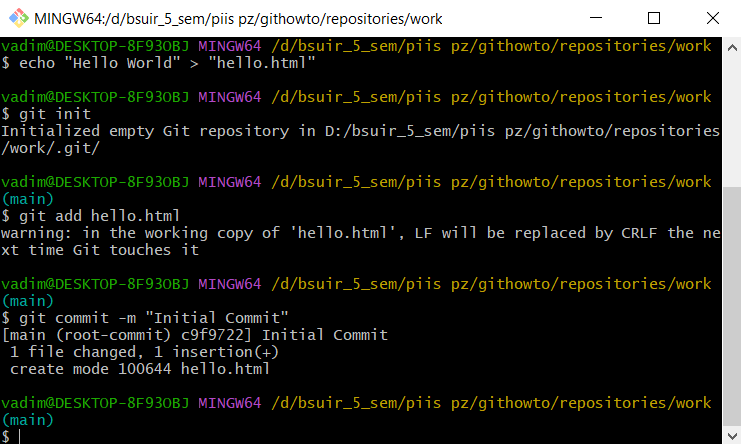 MINGW64:/d/bsuir_5_sem/piis pz/githowto/repositories/work
vadim@DESKTOP-8F93OBJ MINGW64 /d/bsuir_5_sem/piis pz/githowto/repositories/work
$ echo "Hello World" > "hello.html"
vadim@DESKTOP-8F93OBJ MINGW64 /d/bsuir_5_sem/piis pz/githowto/repositories/work
$ git init
Initialized empty Git repository in D:/bsuir_5_sem/piis pz/githowto/repositories
/work/.git/
vadim@DESKTOP-8F93OBJ MINGW64 /d/bsuir_5_sem/piis pz/githowto/repositories/work
(main)
$ git add hello.html
warning: in the working copy of 'hello.html', LF will be replaced by CRLF the ne
xt time Git touches it
vadim@DESKTOP-8F93OBJ MINGW64 /d/bsuir_5_sem/piis pz/githowto/repositories/work
(main)
$ git commit -m "Initial Commit"
[main (root-commit) c9f9722] Initial Commit
 1 file changed, 1 insertion(+)
 create mode 100644 hello.html
vadim@DESKTOP-8F93OBJ MINGW64 /d/bsuir_5_sem/piis pz/githowto/repositories/work
(main)
$